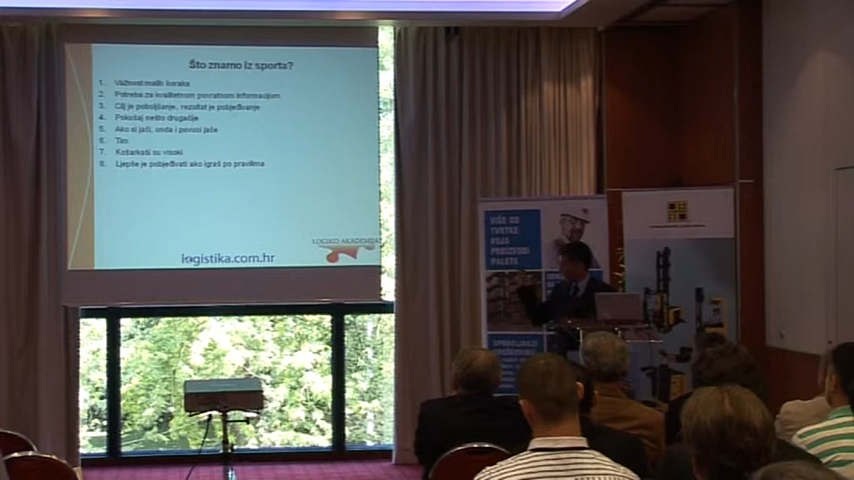 Što znamo iz sporta?
1. Važnost malih koraka
2. Potreba za kvalitetnom povratnom informacijom
3. Cilj je poboljšanje, rezultat je pobjeđivanje
4. Pokušaj nešto drugačije
5. Ako si jači, onda i povuci jače
6. Tim
7. Košarkaši su visoki
8. Ljepše je pobjeđivati ako igraš po pravilima
LOGIKO AKADEMIJA
logistika.com.hr
VIŠE OD
TVRTKE
KOJA
PROIZVODI
PALETE
UPRAVLJANJE